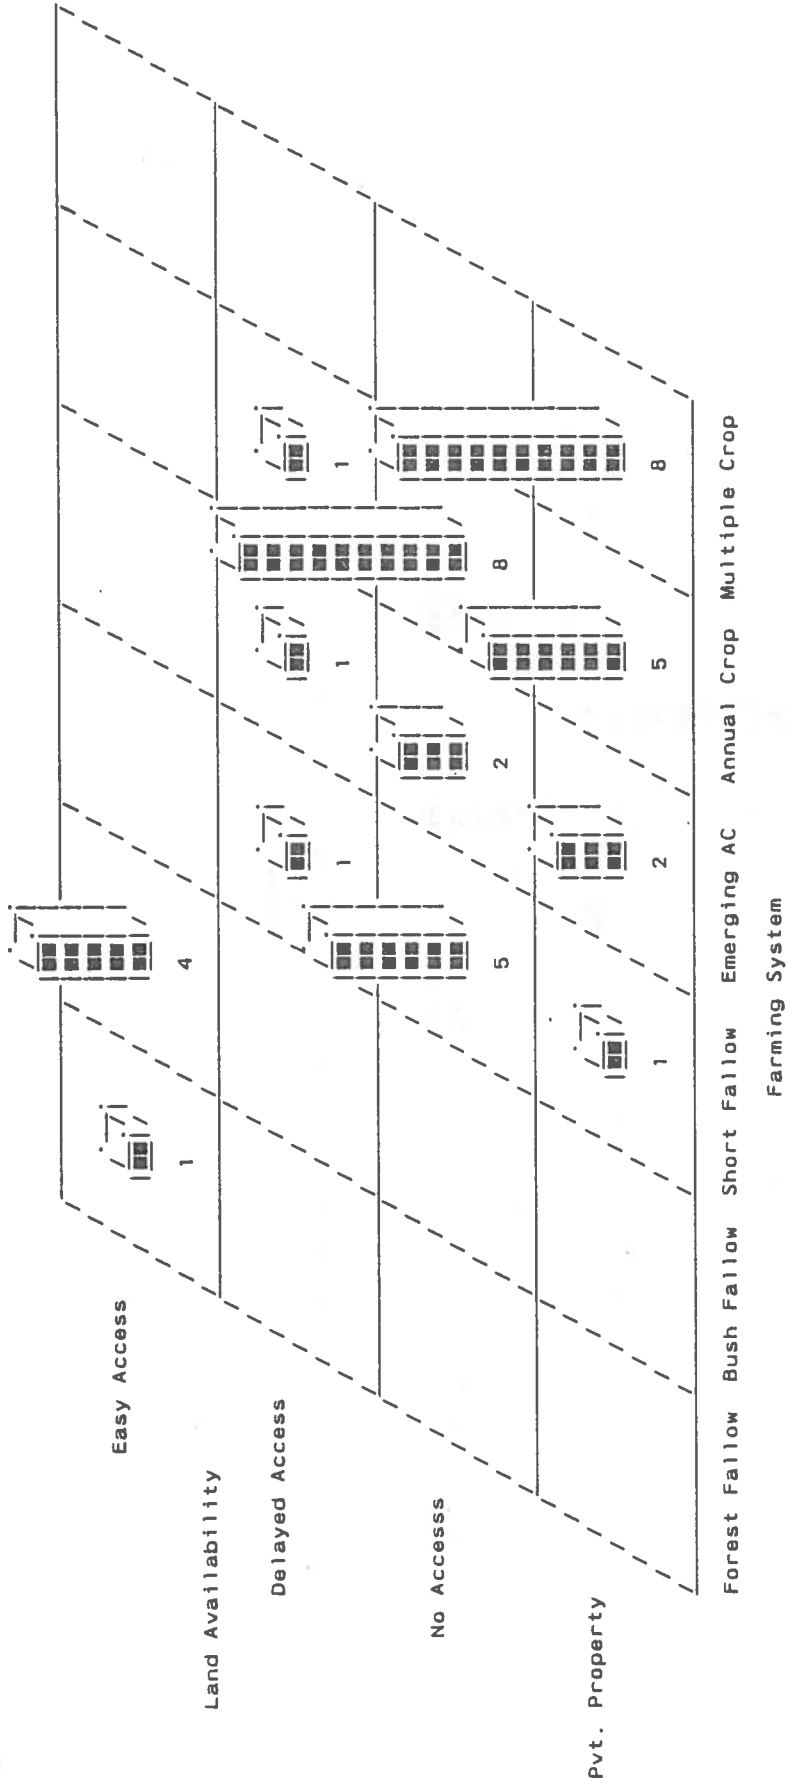 Easy Access
1 4
Land Availability
Delayed Access
1 1 1
No Accesss
5 2 8
Pvt. Property
1 2 5 8
Forest Fallow Bush Fallow Short Fallow Emerging AC Annual Crop Multiple Crop
Farming System